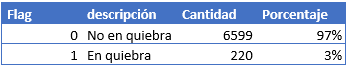 Flag descripción Cantidad Porcentaje
0 No en quiebra 6599 97%
1 En quiebra 220 3%